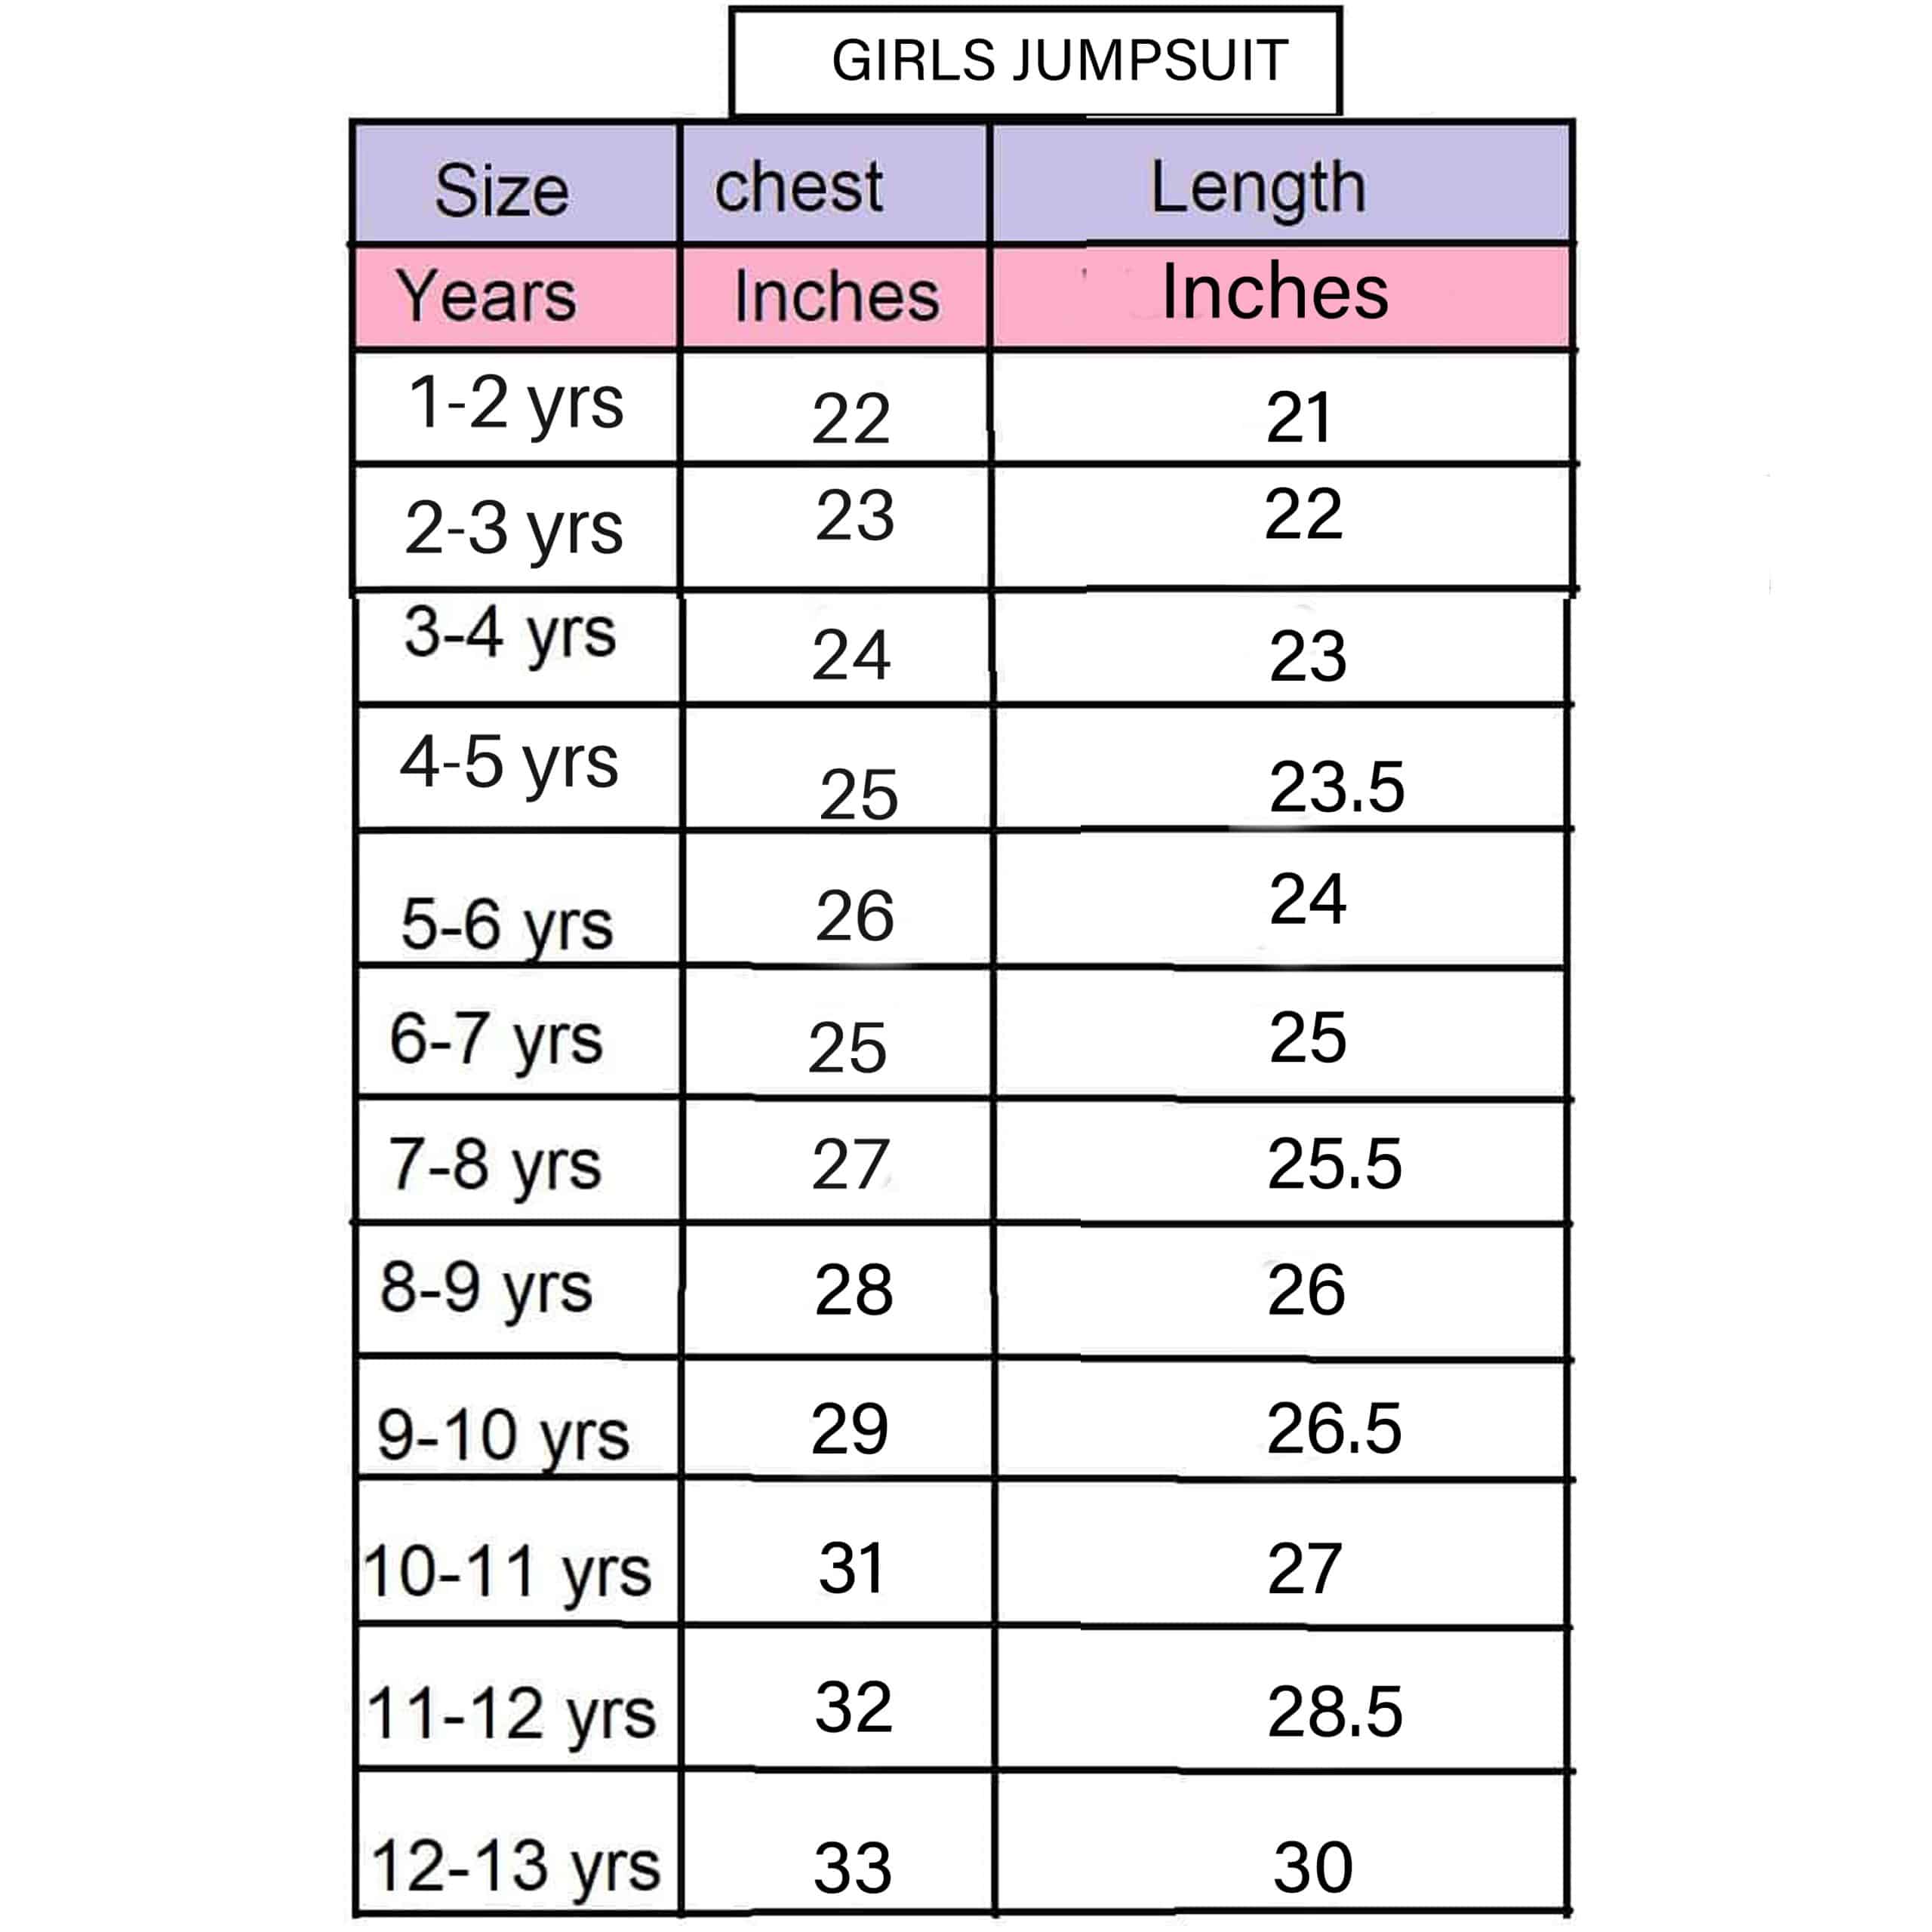 GIRLS JUMPSUIT
Size chest Length
Years Inches Inches
1-2 yrs 22 21
2-3 yrs 23 22
3-4 yrs 24 23
4-5 yrs 25 23.5
5-6 yrs 26 24
6-7 yrs 25 25
7-8 yrs 27 25.5
8-9 yrs 28 26
9-10 yrs 29 26.5
10-11 yrs 31 27
11-12 yrs 32 28.5
12-13 yrs 33 30